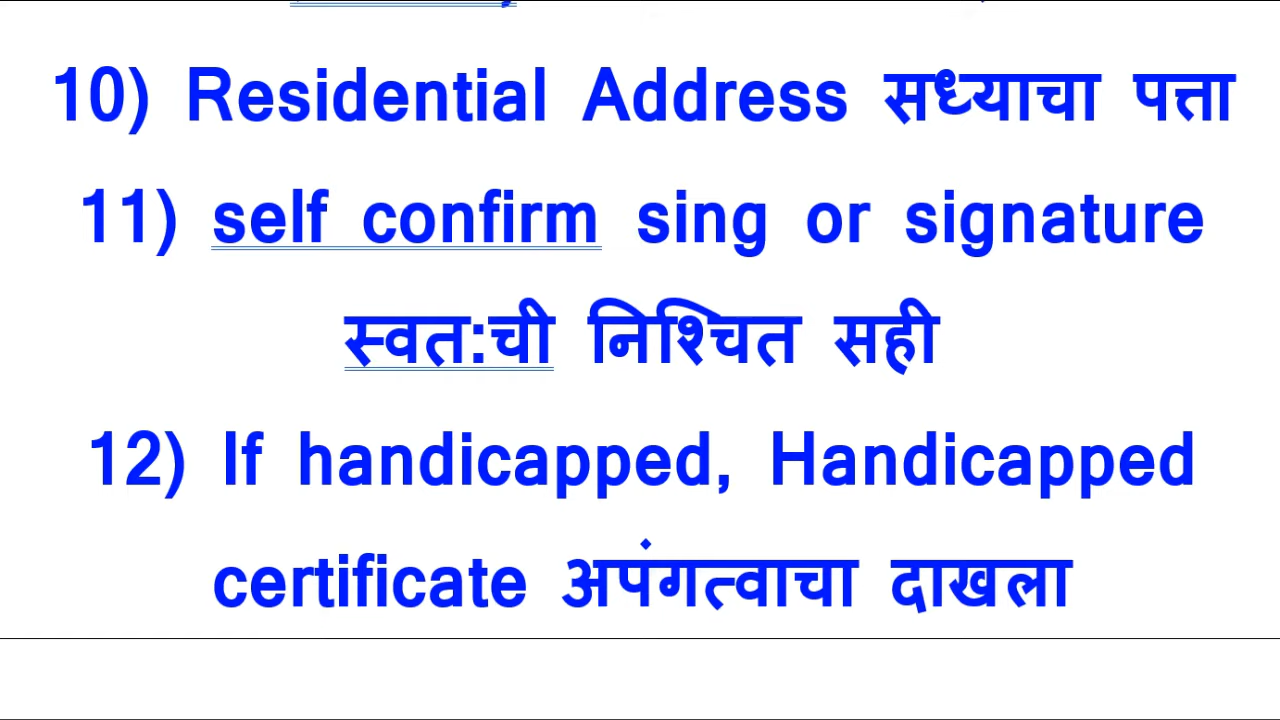 10) Residential Address सध्याचा पत्ता
11) self confirm sing or signature
स्वत:ची निश्चित सही
12) If handicapped, Handicapped
certificate अपंगत्वाचा दाखला